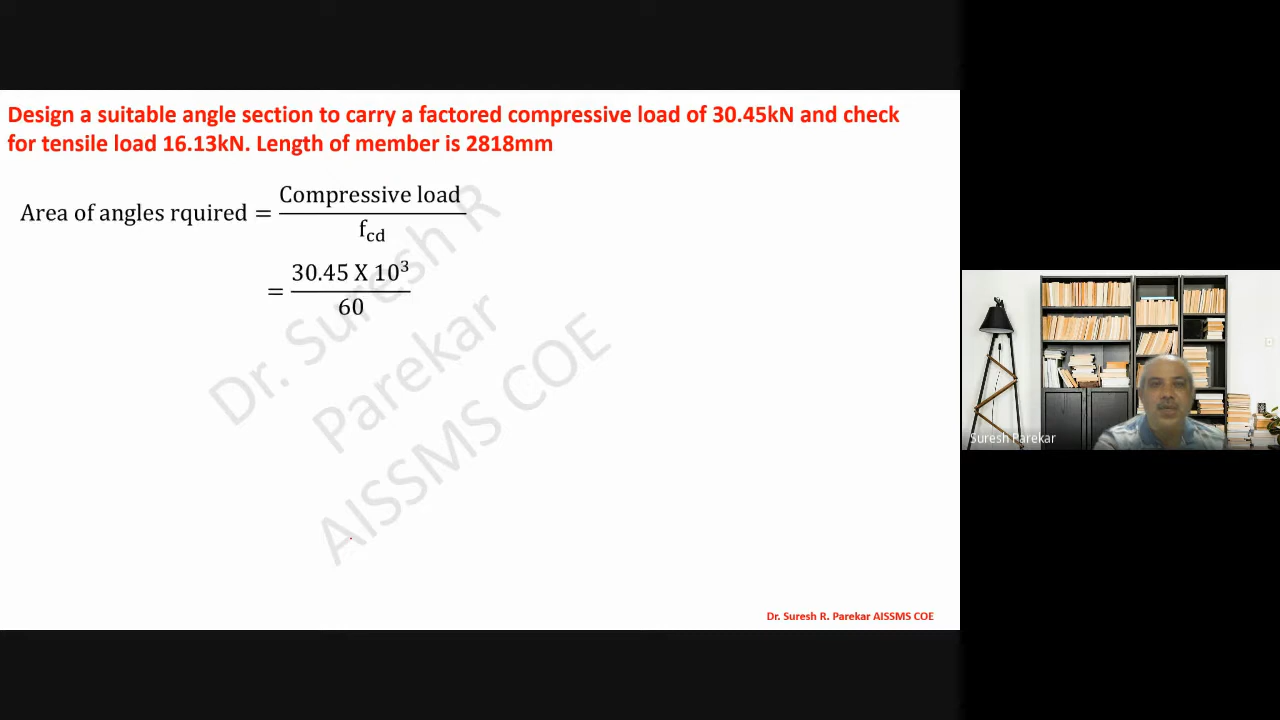 Design a suitable angle section to carry a factored compressive load of 30.45kN and check
for tensile load 16.13kN. Length of member is 2818mm
Area of angles rquired = Compressive load / f_cd
= 30.45 X 10³ / 60
Dr. Suresh R
Parekar
AISSMS COE
Suresh Parekar
Dr. Suresh R. Parekar AISSMS COE